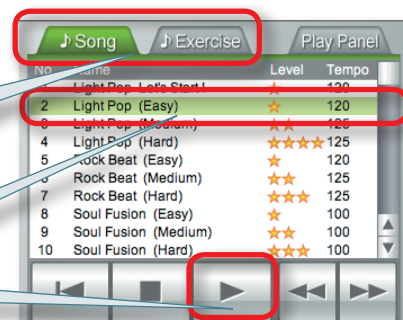 ♪ Song ♪ Exercise Play Panel
No. Name Level Tempo
1 Light Pop Let's Start! 120
2 Light Pop (Easy) 120
3 Light Pop (Medium) 125
4 Light Pop (Hard) 125
5 Rock Beat (Easy) 120
6 Rock Beat (Medium) 125
7 Rock Beat (Hard) 125
8 Soul Fusion (Easy) 100
9 Soul Fusion (Medium) 100
10 Soul Fusion (Hard) 100